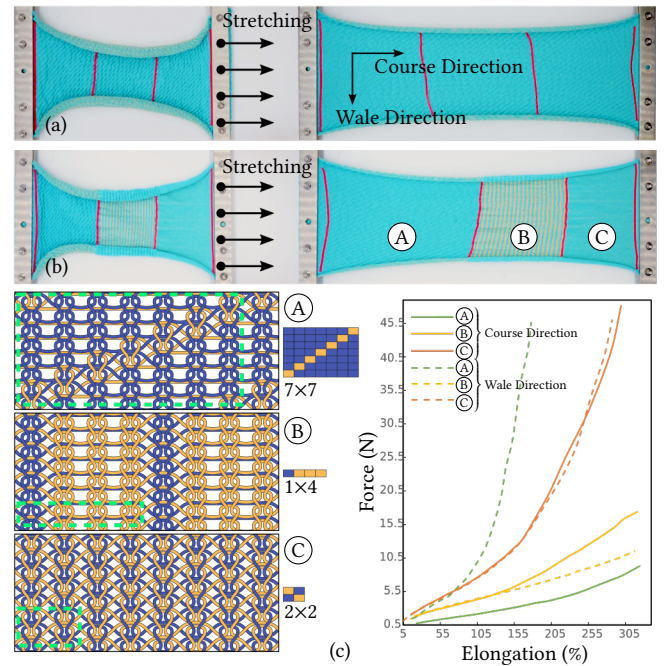 Stretching
Course Direction
Wale Direction
(a)
Stretching
(b)
A
B
C
A
7×7
B
1×4
C
2×2
(c)
A
B
C
Course Direction
A
B
C
Wale Direction
Force (N)
45.5
40.5
35.5
30.5
25.5
20.5
15.5
10.5
5.5
0.5
5
55
105
155
205
255
305
Elongation (%)